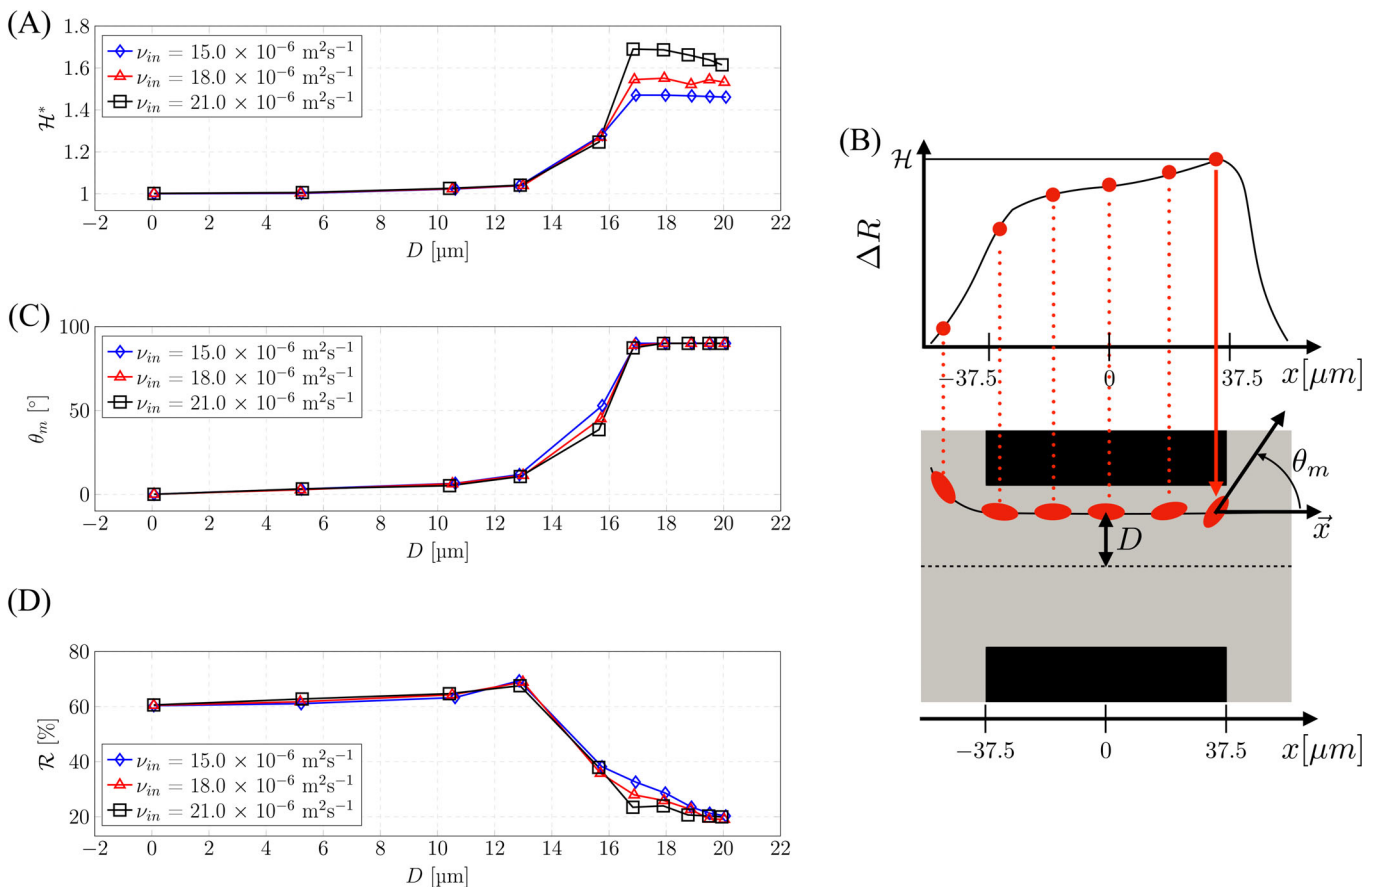 (A)
1.8
1.6
1.4
1.2
1
ℋ*
ν_in = 15.0 × 10⁻⁶ m²s⁻¹
ν_in = 18.0 × 10⁻⁶ m²s⁻¹
ν_in = 21.0 × 10⁻⁶ m²s⁻¹
−2 0 2 4 6 8 10 12 14 16 18 20 22
D [µm]
(B)
ℋ
ΔR
−37.5 0 37.5 x[µm]
θ_m
D
x⃗
−37.5 0 37.5 x[µm]
(C)
100
50
0
θ_m [°]
ν_in = 15.0 × 10⁻⁶ m²s⁻¹
ν_in = 18.0 × 10⁻⁶ m²s⁻¹
ν_in = 21.0 × 10⁻⁶ m²s⁻¹
−2 0 2 4 6 8 10 12 14 16 18 20 22
D [µm]
(D)
80
60
40
20
ℛ [%]
ν_in = 15.0 × 10⁻⁶ m²s⁻¹
ν_in = 18.0 × 10⁻⁶ m²s⁻¹
ν_in = 21.0 × 10⁻⁶ m²s⁻¹
−2 0 2 4 6 8 10 12 14 16 18 20 22
D [µm]